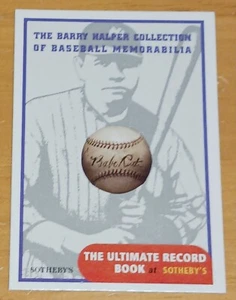 THE BARRY HALPER COLLECTION
OF BASEBALL MEMORABILIA
Babe Ruth
SOTHEBY'S
THE ULTIMATE RECORD
BOOK at SOTHEBY'S